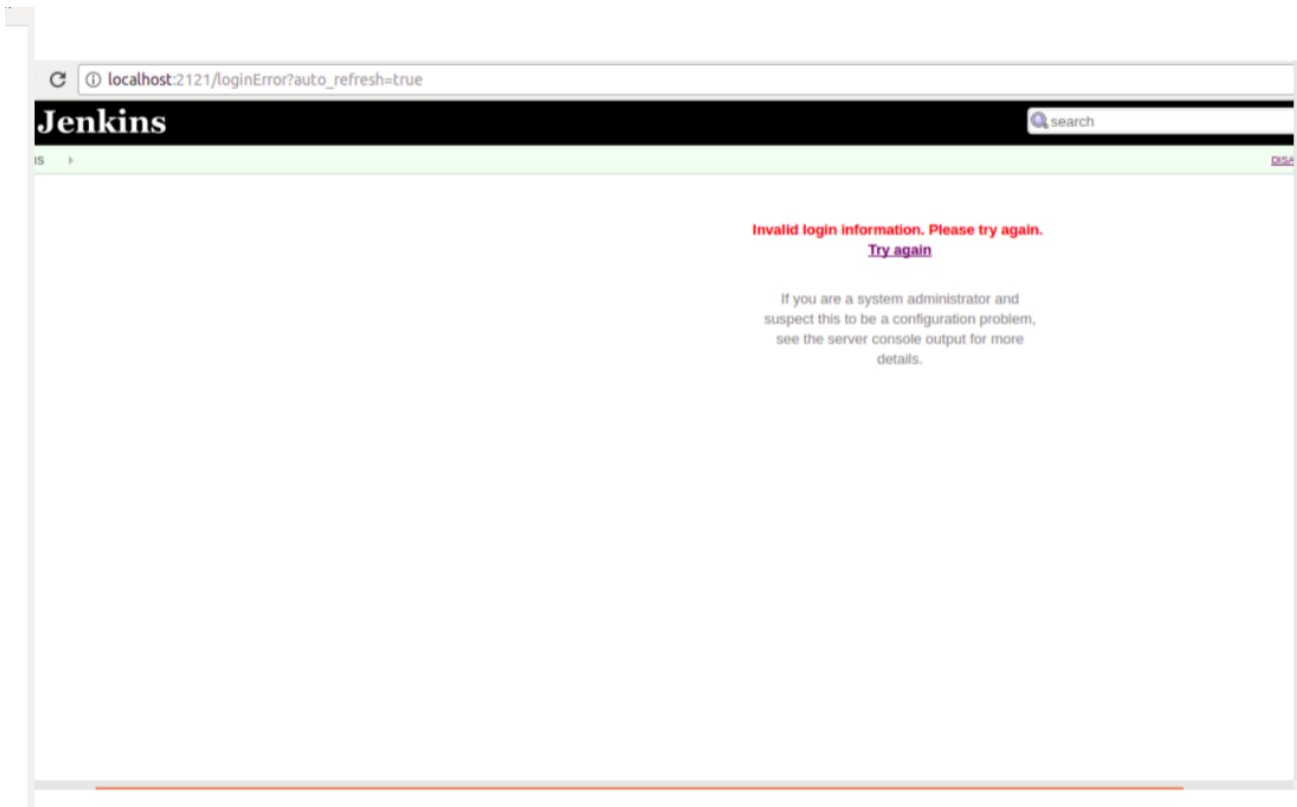 localhost:2121/loginError?auto_refresh=true
Jenkins
search
Invalid login information. Please try again.
Try again
If you are a system administrator and
suspect this to be a configuration problem,
see the server console output for more
details.